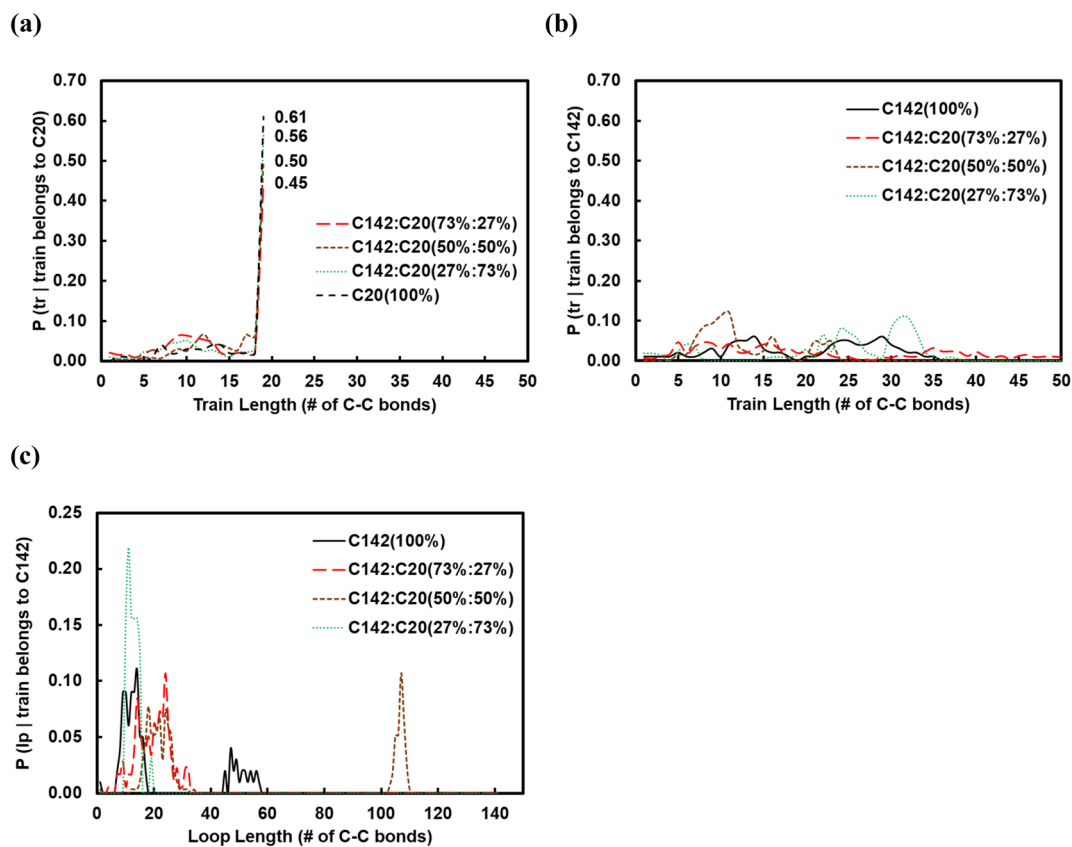 (a)
P (tr | train belongs to C20)
0.70
0.60
0.50
0.40
0.30
0.20
0.10
0.00
0.61
0.56
0.50
0.45
C142:C20(73%:27%)
C142:C20(50%:50%)
C142:C20(27%:73%)
C20(100%)
0
5
10
15
20
25
30
35
40
45
50
Train Length (# of C-C bonds)
(b)
P (tr | train belongs to C142)
0.70
0.60
0.50
0.40
0.30
0.20
0.10
0.00
C142(100%)
C142:C20(73%:27%)
C142:C20(50%:50%)
C142:C20(27%:73%)
0
5
10
15
20
25
30
35
40
45
50
Train Length (# of C-C bonds)
(c)
P (lp | train belongs to C142)
0.25
0.20
0.15
0.10
0.05
0.00
C142(100%)
C142:C20(73%:27%)
C142:C20(50%:50%)
C142:C20(27%:73%)
0
20
40
60
80
100
120
140
Loop Length (# of C-C bonds)